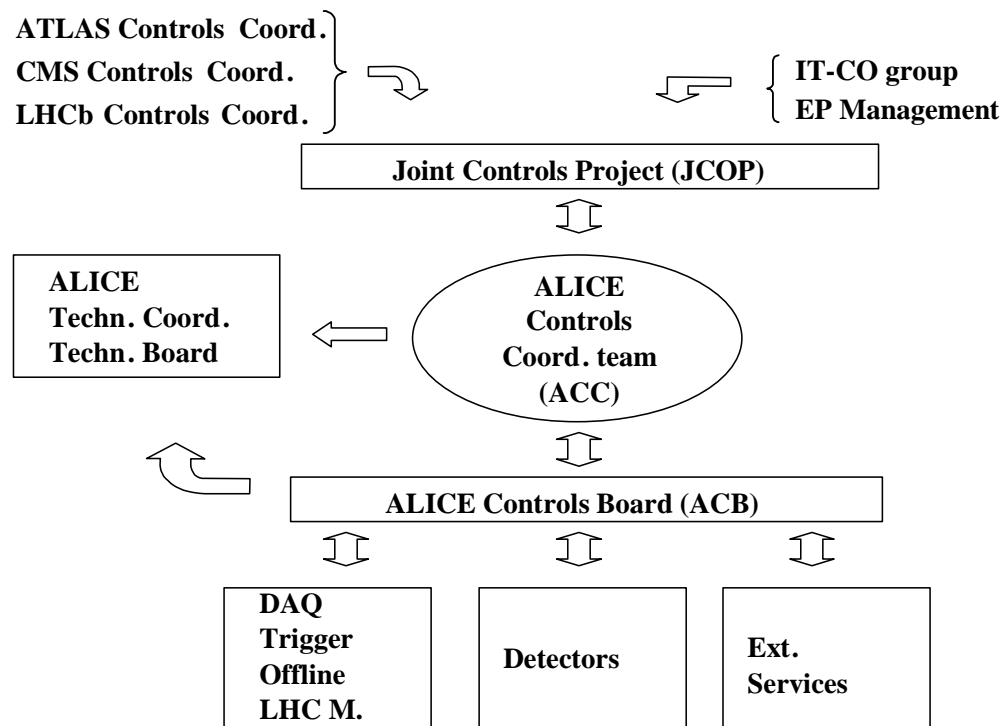 ATLAS Controls Coord.
CMS Controls Coord.
LHCb Controls Coord.
IT-CO group
EP Management
Joint Controls Project (JCOP)
ALICE
Techn. Coord.
Techn. Board
ALICE
Controls
Coord. team
(ACC)
ALICE Controls Board (ACB)
DAQ
Trigger
Offline
LHC M.
Detectors
Ext.
Services